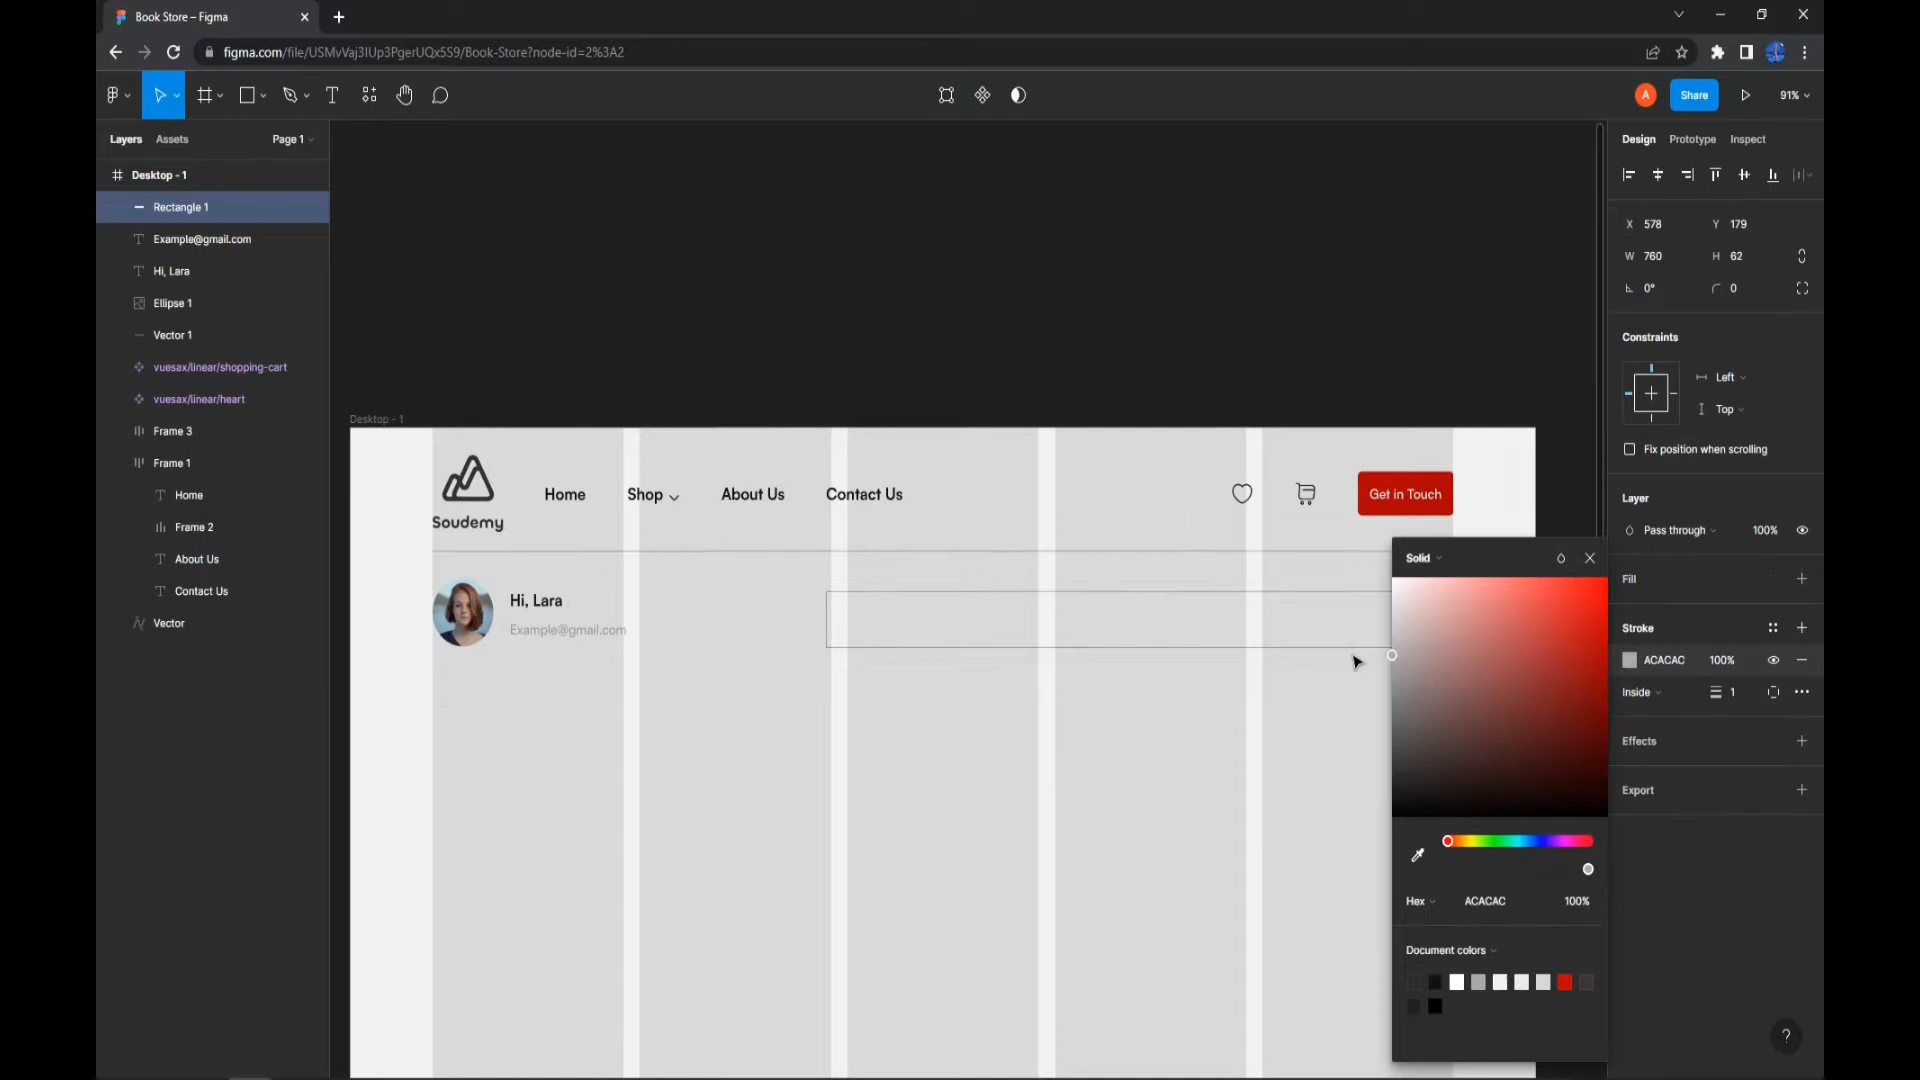 Book Store – Figma
figma.com/file/USMvVaj3IUp3PgerUQx5S9/Book-Store?node-id=2%3A2
A
Share
91%
Layers
Assets
Page 1
Design
Prototype
Inspect
Desktop - 1
Rectangle 1
Example@gmail.com
Hi, Lara
Ellipse 1
Vector 1
vuesax/linear/shopping-cart
vuesax/linear/heart
Frame 3
Frame 1
Home
Frame 2
About Us
Contact Us
Vector
Desktop - 1
Soudemy
Home
Shop
About Us
Contact Us
Get in Touch
Hi, Lara
Example@gmail.com
Solid
Hex
ACACAC
100%
Document colors
X 578
Y 179
W 760
H 62
0°
0
Constraints
Left
Top
Fix position when scrolling
Layer
Pass through
100%
Fill
Stroke
ACACAC
100%
Inside
1
Effects
Export
?